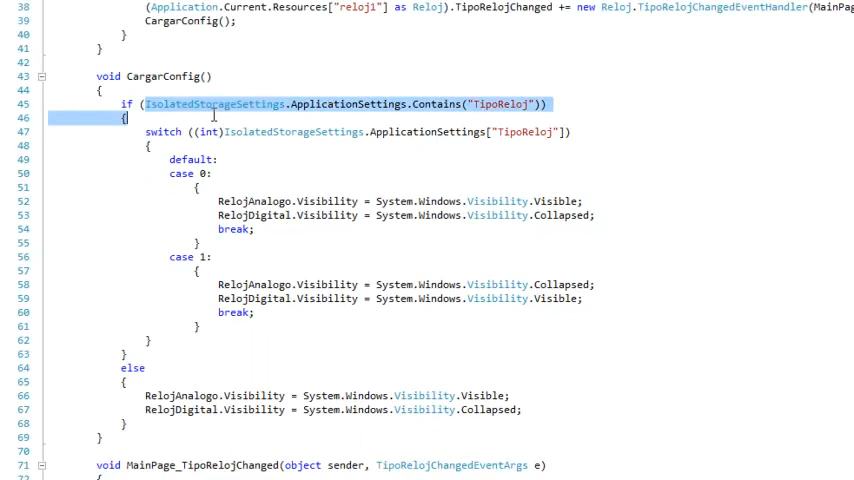 38 (Application.Current.Resources["reloj1"] as Reloj).TipoRelojChanged += new Reloj.TipoRelojChangedEventHandler(MainPag
39 CargarConfig();
40 }
41 }
42
43 void CargarConfig()
44 {
45 if (IsolatedStorageSettings.ApplicationSettings.Contains("TipoReloj"))
46 {
47 switch ((int)IsolatedStorageSettings.ApplicationSettings["TipoReloj"])
48 {
49 default:
50 case 0:
51 {
52 RelojAnalogo.Visibility = System.Windows.Visibility.Visible;
53 RelojDigital.Visibility = System.Windows.Visibility.Collapsed;
54 break;
55 }
56 case 1:
57 {
58 RelojAnalogo.Visibility = System.Windows.Visibility.Collapsed;
59 RelojDigital.Visibility = System.Windows.Visibility.Visible;
60 break;
61 }
62 }
63 }
64 else
65 {
66 RelojAnalogo.Visibility = System.Windows.Visibility.Visible;
67 RelojDigital.Visibility = System.Windows.Visibility.Collapsed;
68 }
69 }
70
71 void MainPage_TipoRelojChanged(object sender, TipoRelojChangedEventArgs e)
72 {